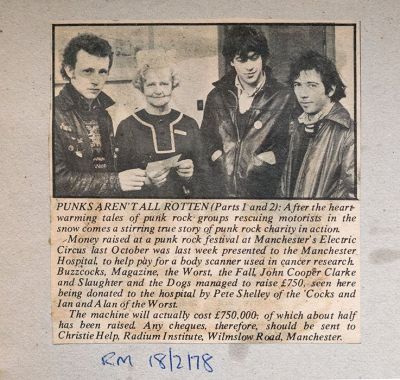 PUNKS AREN'T ALL ROTTEN (Parts 1 and 2): After the heart-
warming tales of punk rock groups rescuing motorists in the
snow comes a stirring true story of punk rock charity in action.
Money raised at a punk rock festival at Manchester's Electric
Circus last October was last week presented to the Manchester
Hospital, to help pay for a body scanner used in cancer research.
Buzzcocks, Magazine, the Worst, the Fall, John Cooper Clarke
and Slaughter and the Dogs managed to raise £750, seen here
being donated to the hospital by Pete Shelley of the 'Cocks and
Ian and Alan of the Worst.
The machine will actually cost £750,000; of which about half
has been raised. Any cheques, therefore, should be sent to
Christie Help, Radium Institute, Wilmslow Road, Manchester.
RM 18/2/78